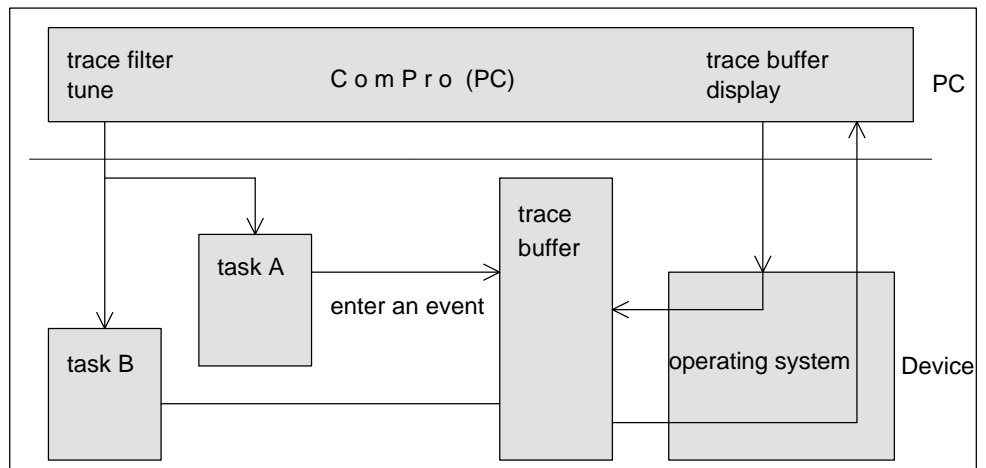 trace filter
tune
C o m P r o (PC)
trace buffer
display
PC
trace
buffer
task A
enter an event
task B
operating system
Device